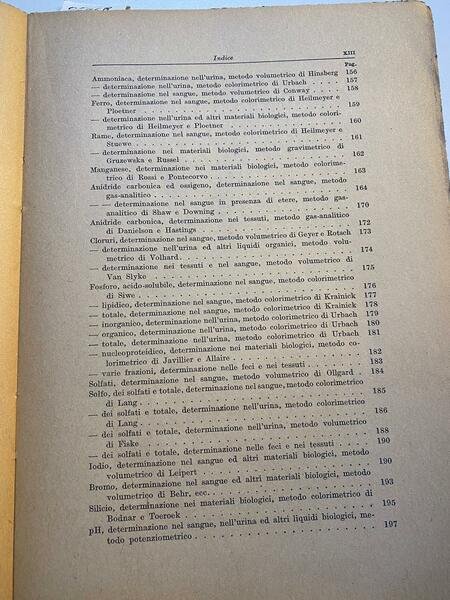 Indice
XIII
Pag.
Ammoniaca, determinazione nell'urina, metodo volumetrico di Hinsberg 156
— determinazione nell'urina, metodo colorimetrico di Urbach . . . . 157
— determinazione nel sangue, metodo volumetrico di Conway . . . . 158
Ferro, determinazione nel sangue, metodo colorimetrico di Heilmeyer e
Ploetner . . . . 159
— determinazione nell'urina ed altri materiali biologici, metodo colori-
metrico di Heilmeyer e Ploetner . . . . 160
Rame, determinazione nel sangue, metodo colorimetrico di Heilmeyer e
Stuewe . . . . 161
— determinazione nei materiali biologici, metodo gravimetrico di
Gruzewska e Russel . . . . 162
Manganese, determinazione nei materiali biologici, metodo colorime-
trico di Rossi e Pontecorvo . . . . 163
Anidride carbonica ed ossigeno, determinazione nel sangue, metodo
gas-analitico . . . . 164
— — determinazione nel sangue in presenza di etere, metodo gas-
analitico di Shaw e Downing . . . . 170
Anidride carbonica, determinazione nei tessuti, metodo gas-analitico
di Danielson e Hastings . . . . 172
Cloruri, determinazione nel sangue, metodo volumetrico di Geyer e Rotsch 173
— determinazione nell'urina ed altri liquidi organici, metodo volu-
metrico di Volhard . . . . 174
— determinazione nei tessuti e nel sangue, metodo volumetrico di
Van Slyke . . . . 175
Fosforo, acido-solubile, determinazione nel sangue, metodo colorimetrico
di Siwe . . . . 176
— lipidico, determinazione nel sangue, metodo colorimetrico di Krainick 177
— totale, determinazione nel sangue, metodo colorimetrico di Krainick 178
— inorganico, determinazione nell'urina, metodo colorimetrico di Urbach 179
— organico, determinazione nell'urina, metodo colorimetrico di Urbach 180
— totale, determinazione nell'urina, metodo colorimetrico di Urbach 181
— nucleoproteidico, determinazione nei materiali biologici, metodo co-
lorimetrico di Javillier e Allaire . . . . 182
— varie frazioni, determinazione nelle feci e nei tessuti . . . . 183
Solfati, determinazione nel sangue, metodo volumetrico di Ollgard . . 184
Solfo, dei solfati e totale, determinazione nel sangue, metodo colorimetrico
di Lang . . . . 185
— dei solfati e totale, determinazione nell'urina, metodo colorimetrico
di Lang . . . . 186
— dei solfati e totale, determinazione nell'urina, metodo volumetrico
di Fiske . . . . 188
— dei solfati e totale, determinazione nelle feci e nei tessuti . . . . 190
Iodio, determinazione nel sangue ed altri materiali biologici, metodo
volumetrico di Leipert . . . . 190
Bromo, determinazione nel sangue ed altri materiali biologici, metodo
volumetrico di Behr, ecc. . . . . 193
Silicio, determinazione nei materiali biologici, metodo colorimetrico di
Bodnar e Toeroek . . . . 195
pH, determinazione nel sangue, nell'urina ed altri liquidi biologici, me-
todo potenziometrico . . . . 197